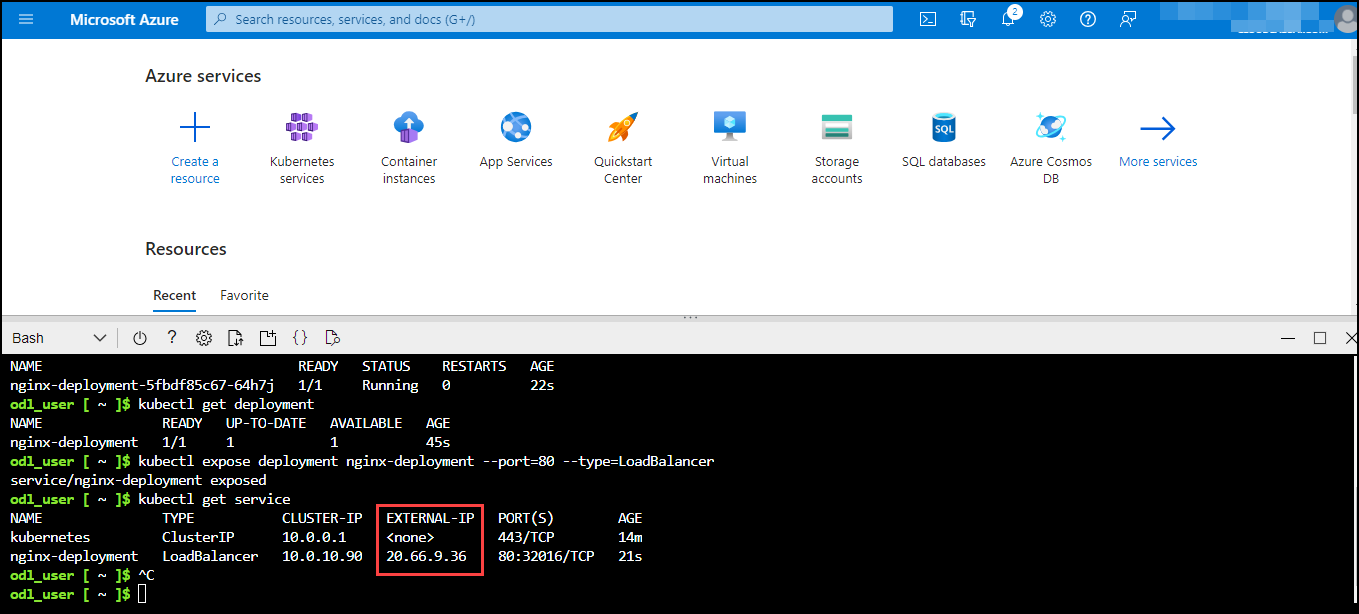 Microsoft Azure
Search resources, services, and docs (G+/)
2
Azure services
Create a resource
Kubernetes services
Container instances
App Services
Quickstart Center
Virtual machines
Storage accounts
SQL
SQL databases
Azure Cosmos DB
More services
Resources
Recent Favorite
Bash
NAME READY STATUS RESTARTS AGE
nginx-deployment-5fbdf85c67-64h7j 1/1 Running 0 22s
odl_user [ ~ ]$ kubectl get deployment
NAME READY UP-TO-DATE AVAILABLE AGE
nginx-deployment 1/1 1 1 45s
odl_user [ ~ ]$ kubectl expose deployment nginx-deployment --port=80 --type=LoadBalancer
service/nginx-deployment exposed
odl_user [ ~ ]$ kubectl get service
NAME TYPE CLUSTER-IP EXTERNAL-IP PORT(S) AGE
kubernetes ClusterIP 10.0.0.1 <none> 443/TCP 14m
nginx-deployment LoadBalancer 10.0.10.90 20.66.9.36 80:32016/TCP 21s
odl_user [ ~ ]$ ^C
odl_user [ ~ ]$